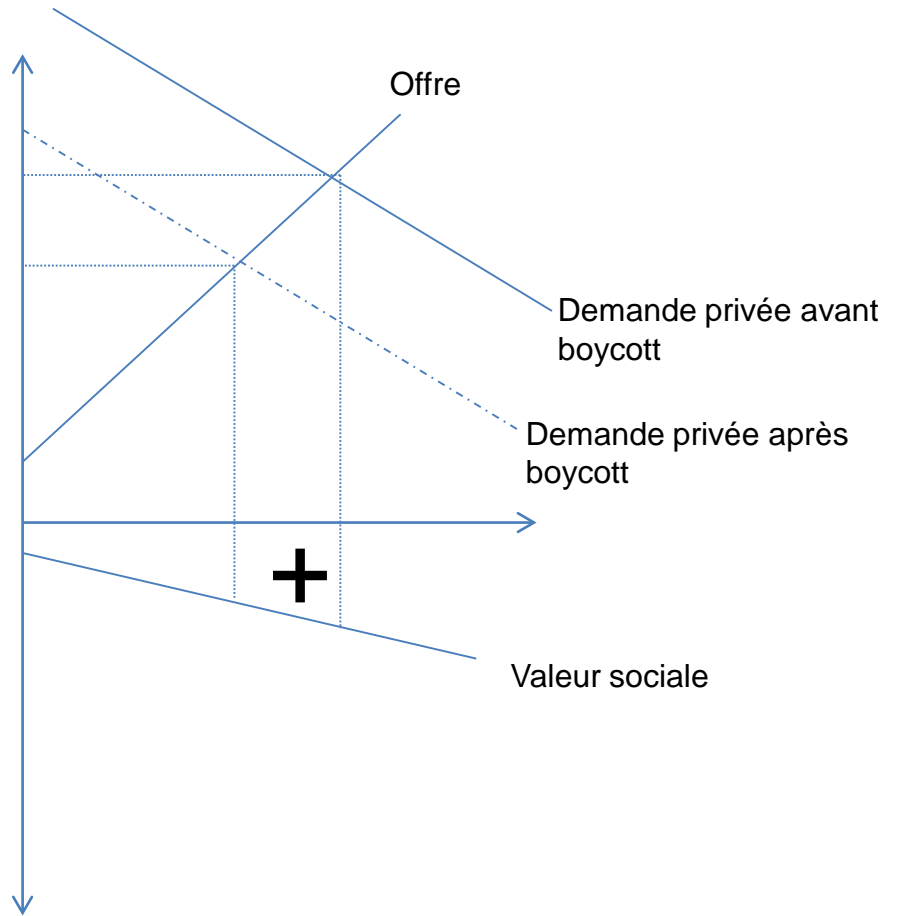 Offre
Demande privée avant
boycott
Demande privée après
boycott
+
Valeur sociale